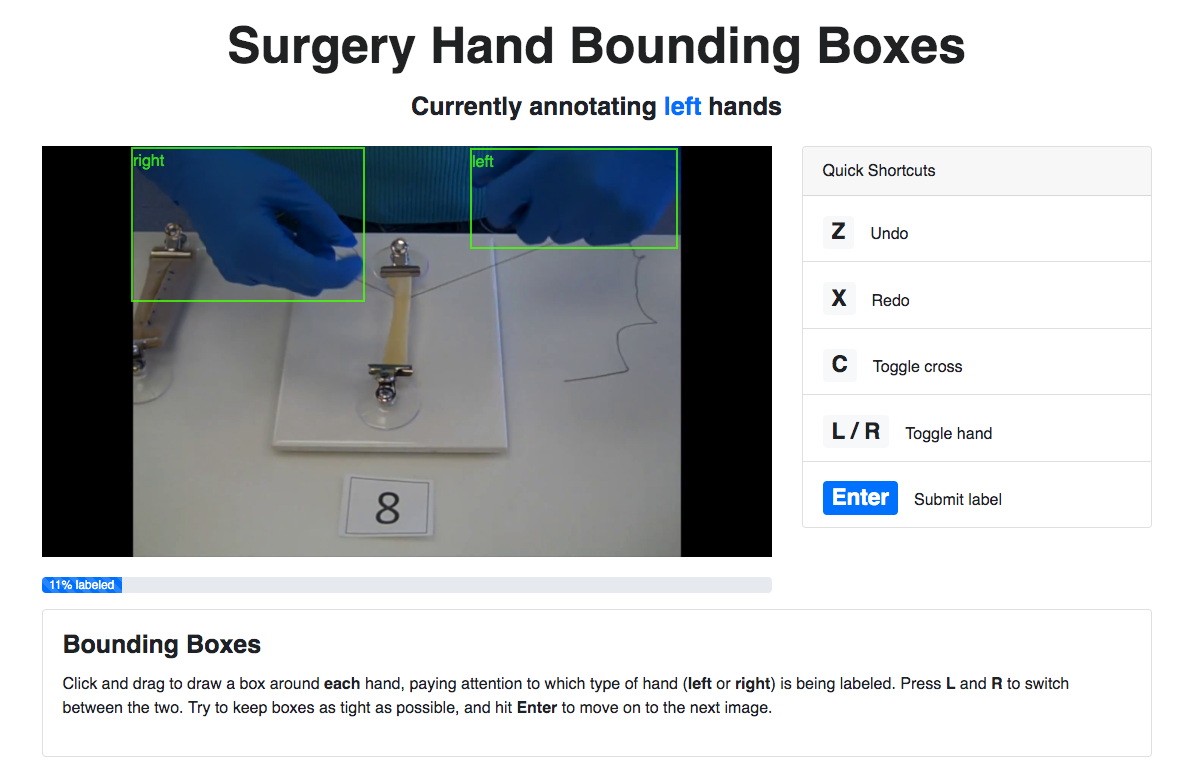 Surgery Hand Bounding Boxes
Currently annotating left hands
right
left
8
Quick Shortcuts
Z Undo
X Redo
C Toggle cross
L / R Toggle hand
Enter Submit label
11% labeled
Bounding Boxes
Click and drag to draw a box around each hand, paying attention to which type of hand (left or right) is being labeled. Press L and R to switch
between the two. Try to keep boxes as tight as possible, and hit Enter to move on to the next image.